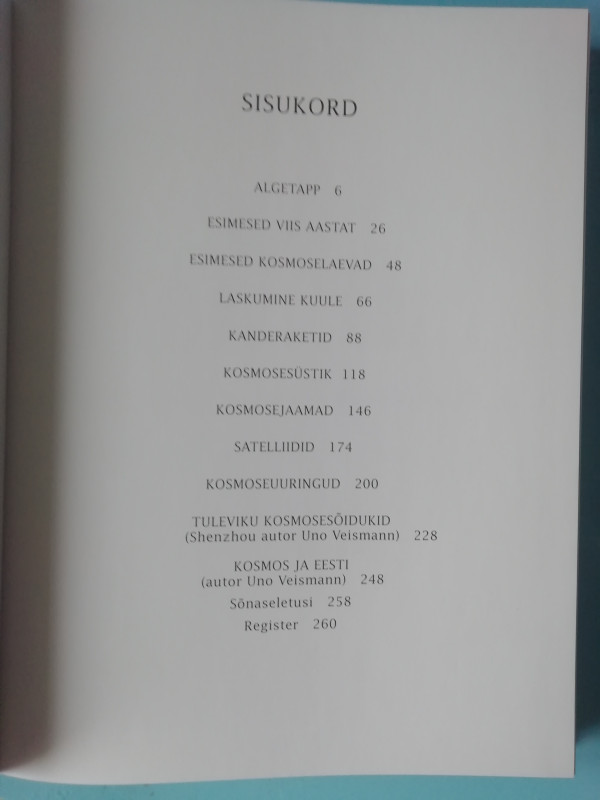 SISUKORD
ALGETAPP 6
ESIMESED VIIS AASTAT 26
ESIMESED KOSMOSELAEVAD 48
LASKUMINE KUULE 66
KANDERAKETID 88
KOSMOSESÜSTIK 118
KOSMOSEJAAMAD 146
SATELLIIDID 174
KOSMOSEUURINGUD 200
TULEVIKU KOSMOSESÕIDUKID
(Shenzhou autor Uno Veismann) 228
KOSMOS JA EESTI
(autor Uno Veismann) 248
Sõnaseletusi 258
Register 260